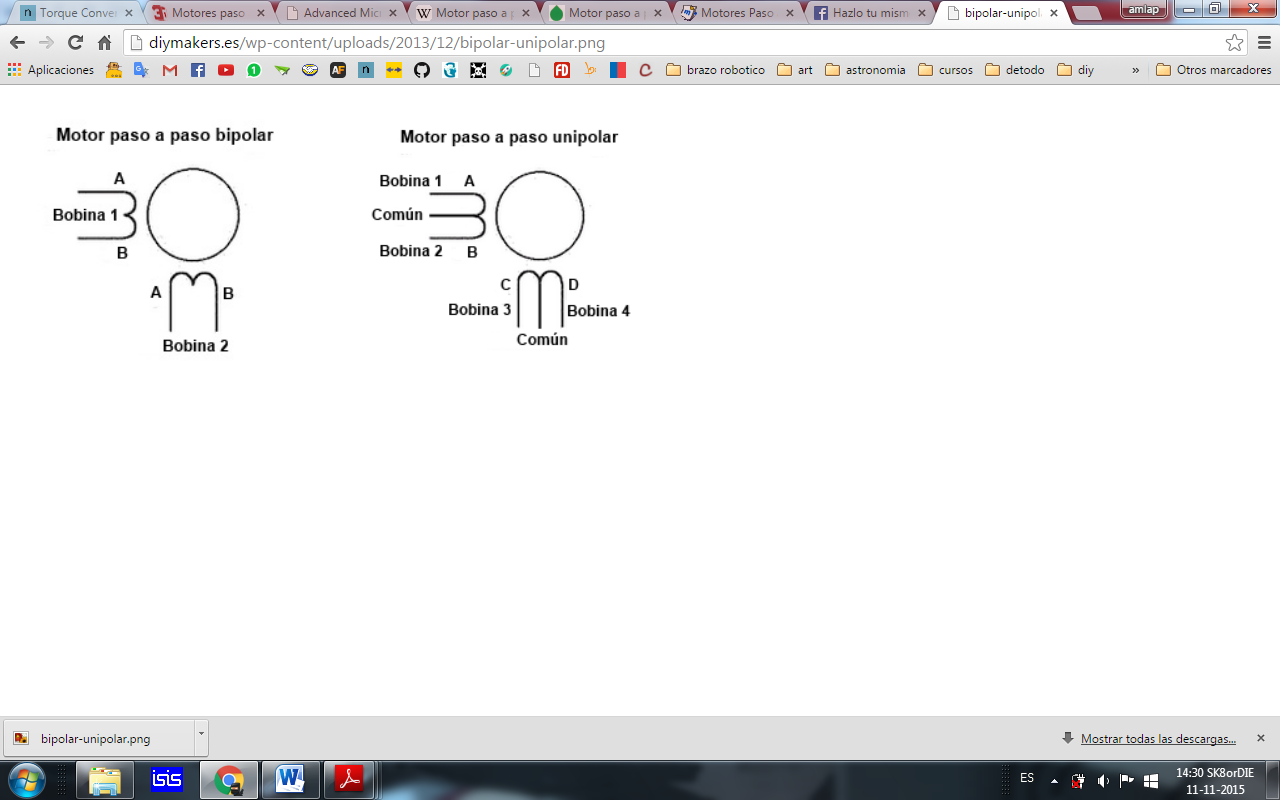 Torque Conver
Motores paso
Advanced Mic
Motor paso a p
Motor paso a
Motores Paso
Hazlo tu mism
bipolar-unipol
amlap
diymakers.es/wp-content/uploads/2013/12/bipolar-unipolar.png
Aplicaciones
brazo robotico
art
astronomia
cursos
detodo
diy
»
Otros marcadores
Motor paso a paso bipolar
A
Bobina 1
B
A
B
Bobina 2
Motor paso a paso unipolar
Bobina 1 A
Común
Bobina 2 B
C D
Bobina 3 Bobina 4
Común
bipolar-unipolar.png
Mostrar todas las descargas...
isis
ES
14:30 SK8orDIE
11-11-2015